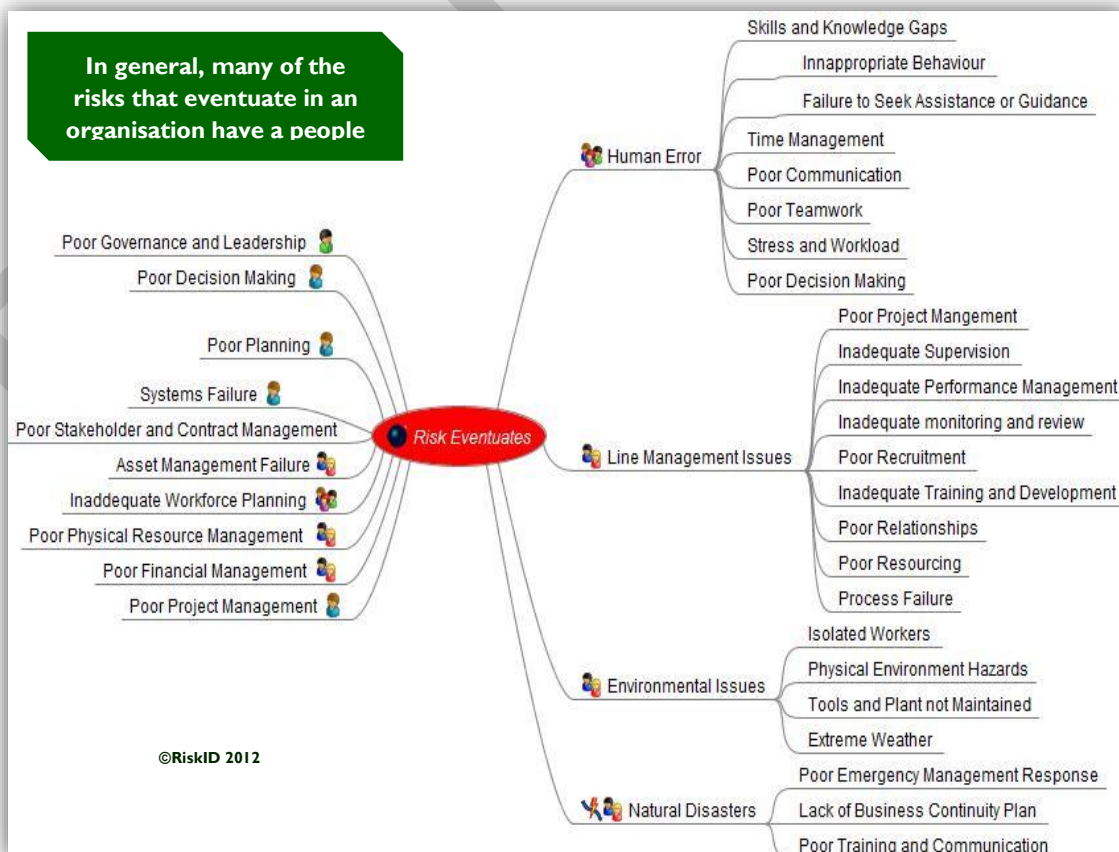 In general, many of the
risks that eventuate in an
organisation have a people
Poor Governance and Leadership
Poor Decision Making
Poor Planning
Systems Failure
Poor Stakeholder and Contract Management
Asset Management Failure
Inaddequate Workforce Planning
Poor Physical Resource Management
Poor Financial Management
Poor Project Management
Risk Eventuates
Human Error
Skills and Knowledge Gaps
Innappropriate Behaviour
Failure to Seek Assistance or Guidance
Time Management
Poor Communication
Poor Teamwork
Stress and Workload
Poor Decision Making
Line Management Issues
Poor Project Mangement
Inadequate Supervision
Inadequate Performance Management
Inadequate monitoring and review
Poor Recruitment
Inadequate Training and Development
Poor Relationships
Poor Resourcing
Process Failure
Environmental Issues
Isolated Workers
Physical Environment Hazards
Tools and Plant not Maintained
Extreme Weather
Natural Disasters
Poor Emergency Management Response
Lack of Business Continuity Plan
Poor Training and Communication
©RiskID 2012